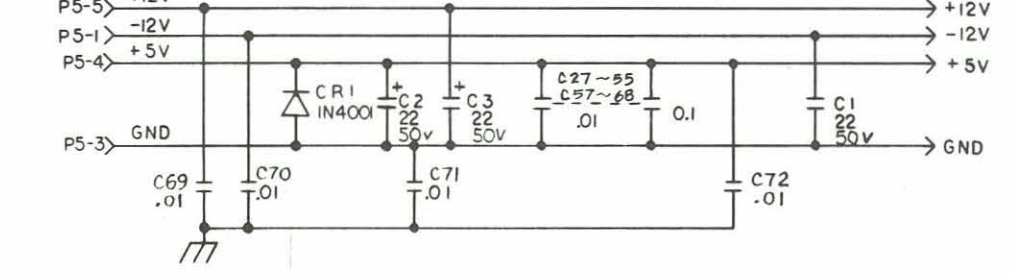 P5-5 +12V +12V
P5-1 -12V -12V
P5-4 +5V +5V
CR1
1N4001
+
C2
22
50V
+
C3
22
50V
C27~55
C57~68
.01
0.1
C1
22
50V
P5-3 GND GND
C69
.01
C70
.01
C71
.01
C72
.01